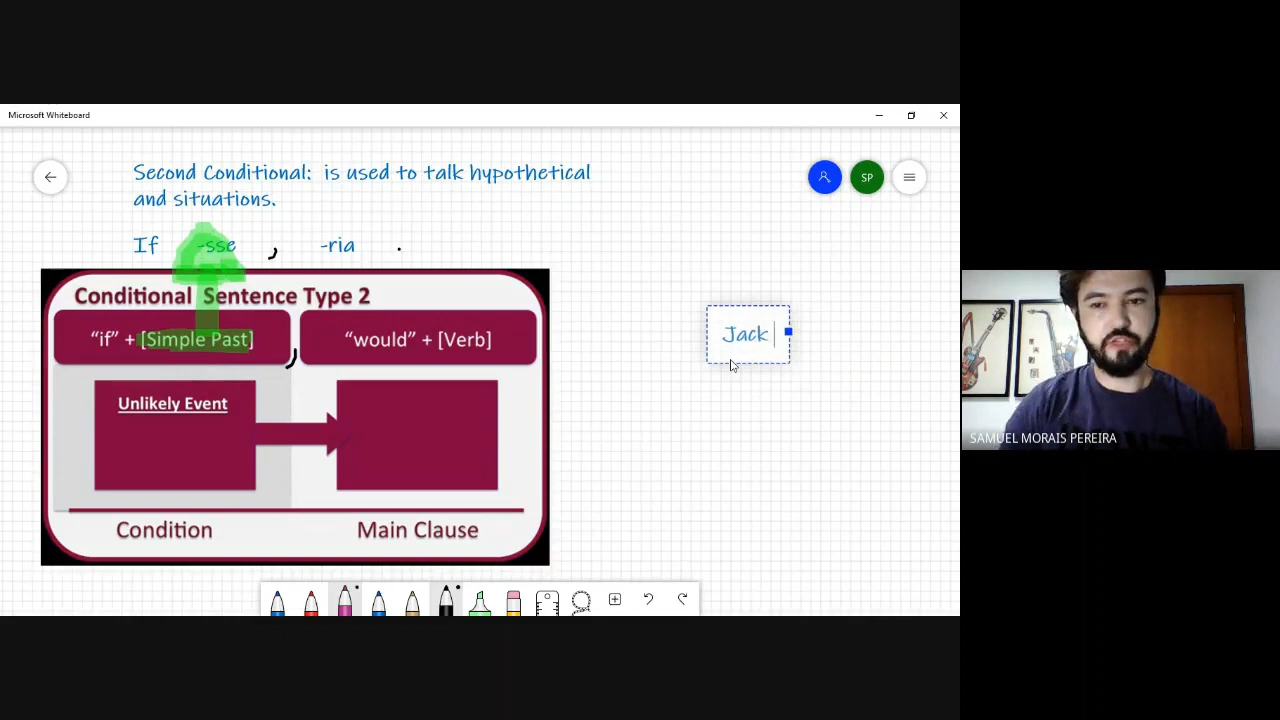 Microsoft Whiteboard
Second Conditional: is used to talk hypothetical
and situations.
SP
If -sse , -ria .
Conditional Sentence Type 2
“if” + [Simple Past] , “would” + [Verb]
Jack
Unlikely Event
SAMUEL MORAIS PEREIRA
Condition Main Clause